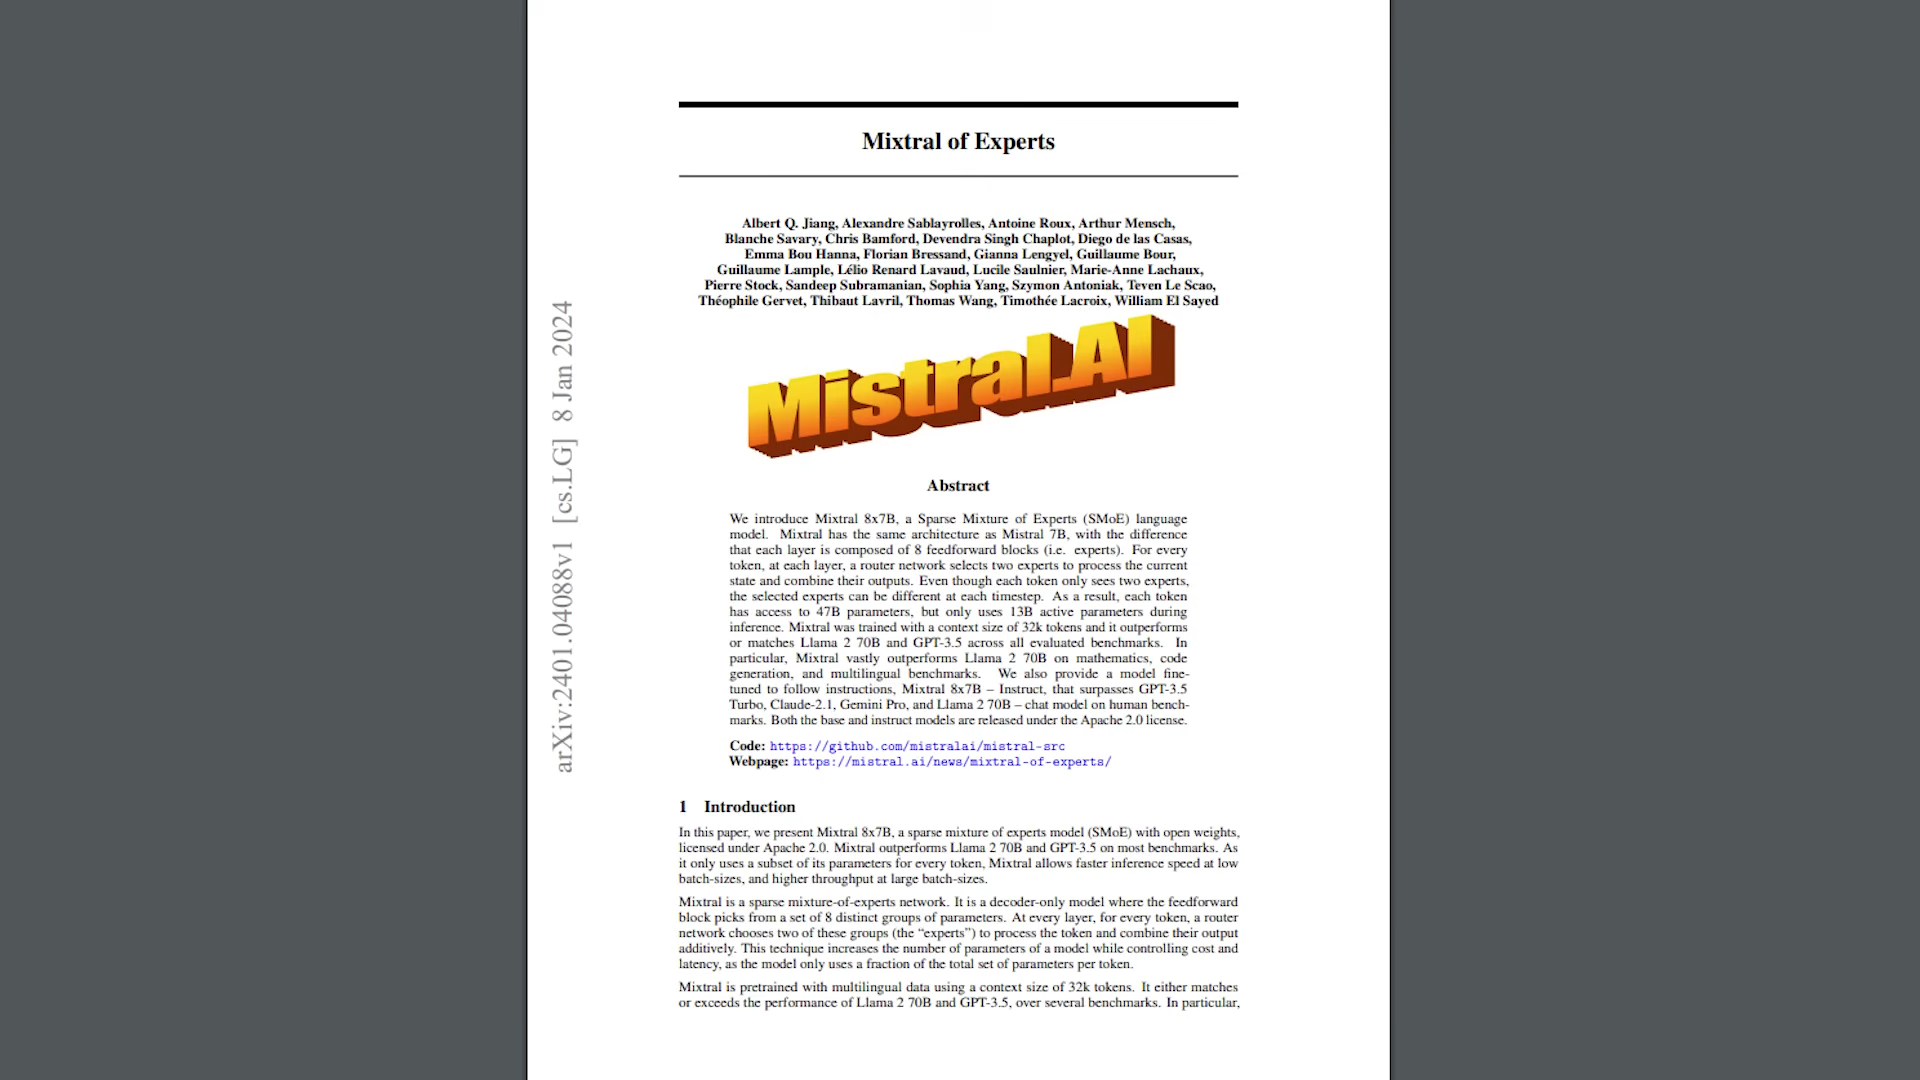 Mixtral of Experts
Albert Q. Jiang, Alexandre Sablayrolles, Antoine Roux, Arthur Mensch,
Blanche Savary, Chris Bamford, Devendra Singh Chaplot, Diego de las Casas,
Emma Bou Hanna, Florian Bressand, Gianna Lengyel, Guillaume Bour,
Guillaume Lample, Lélio Renard Lavaud, Lucile Saulnier, Marie-Anne Lachaux,
Pierre Stock, Sandeep Subramanian, Sophia Yang, Szymon Antoniak, Teven Le Scao,
Théophile Gervet, Thibaut Lavril, Thomas Wang, Timothée Lacroix, William El Sayed
Mistral.AI
arXiv:2401.04088v1 [cs.LG] 8 Jan 2024
Abstract
We introduce Mixtral 8x7B, a Sparse Mixture of Experts (SMoE) language
model. Mixtral has the same architecture as Mistral 7B, with the difference
that each layer is composed of 8 feedforward blocks (i.e. experts). For every
token, at each layer, a router network selects two experts to process the current
state and combine their outputs. Even though each token only sees two experts,
the selected experts can be different at each timestep. As a result, each token
has access to 47B parameters, but only uses 13B active parameters during
inference. Mixtral was trained with a context size of 32k tokens and it outperforms
or matches Llama 2 70B and GPT-3.5 across all evaluated benchmarks. In
particular, Mixtral vastly outperforms Llama 2 70B on mathematics, code
generation, and multilingual benchmarks. We also provide a model fine-
tuned to follow instructions, Mixtral 8x7B – Instruct, that surpasses GPT-3.5
Turbo, Claude-2.1, Gemini Pro, and Llama 2 70B – chat model on human bench-
marks. Both the base and instruct models are released under the Apache 2.0 license.
Code: https://github.com/mistralai/mistral-src
Webpage: https://mistral.ai/news/mixtral-of-experts/
1 Introduction
In this paper, we present Mixtral 8x7B, a sparse mixture of experts model (SMoE) with open weights,
licensed under Apache 2.0. Mixtral outperforms Llama 2 70B and GPT-3.5 on most benchmarks. As
it only uses a subset of its parameters for every token, Mixtral allows faster inference speed at low
batch-sizes, and higher throughput at large batch-sizes.
Mixtral is a sparse mixture-of-experts network. It is a decoder-only model where the feedforward
block picks from a set of 8 distinct groups of parameters. At every layer, for every token, a router
network chooses two of these groups (the “experts”) to process the token and combine their output
additively. This technique increases the number of parameters of a model while controlling cost and
latency, as the model only uses a fraction of the total set of parameters per token.
Mixtral is pretrained with multilingual data using a context size of 32k tokens. It either matches
or exceeds the performance of Llama 2 70B and GPT-3.5, over several benchmarks. In particular,